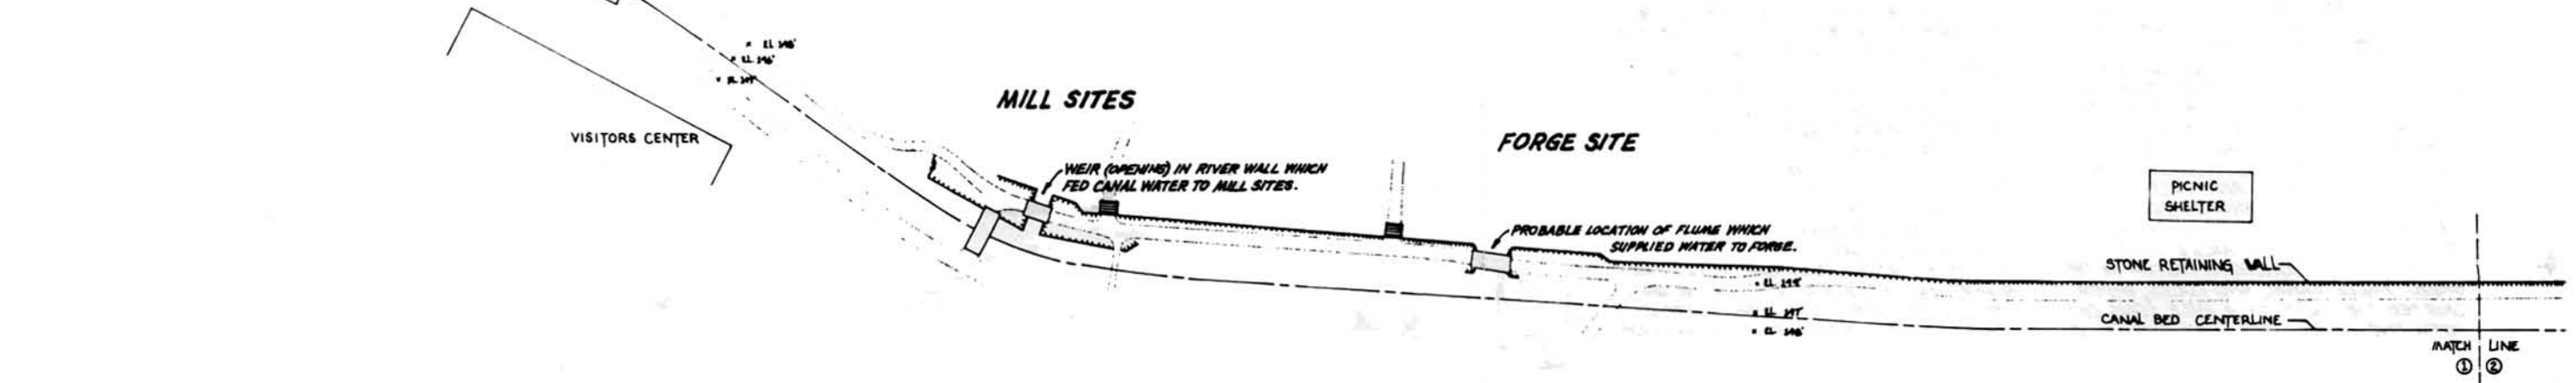 VISITORS CENTER
MILL SITES
WEIR (OPENING) IN RIVER WALL WHICH
FED CANAL WATER TO MILL SITES.
FORGE SITE
PROBABLE LOCATION OF FLUME WHICH
SUPPLIED WATER TO FORGE.
PICNIC
SHELTER
STONE RETAINING WALL
CANAL BED CENTERLINE
MATCH LINE
① ②